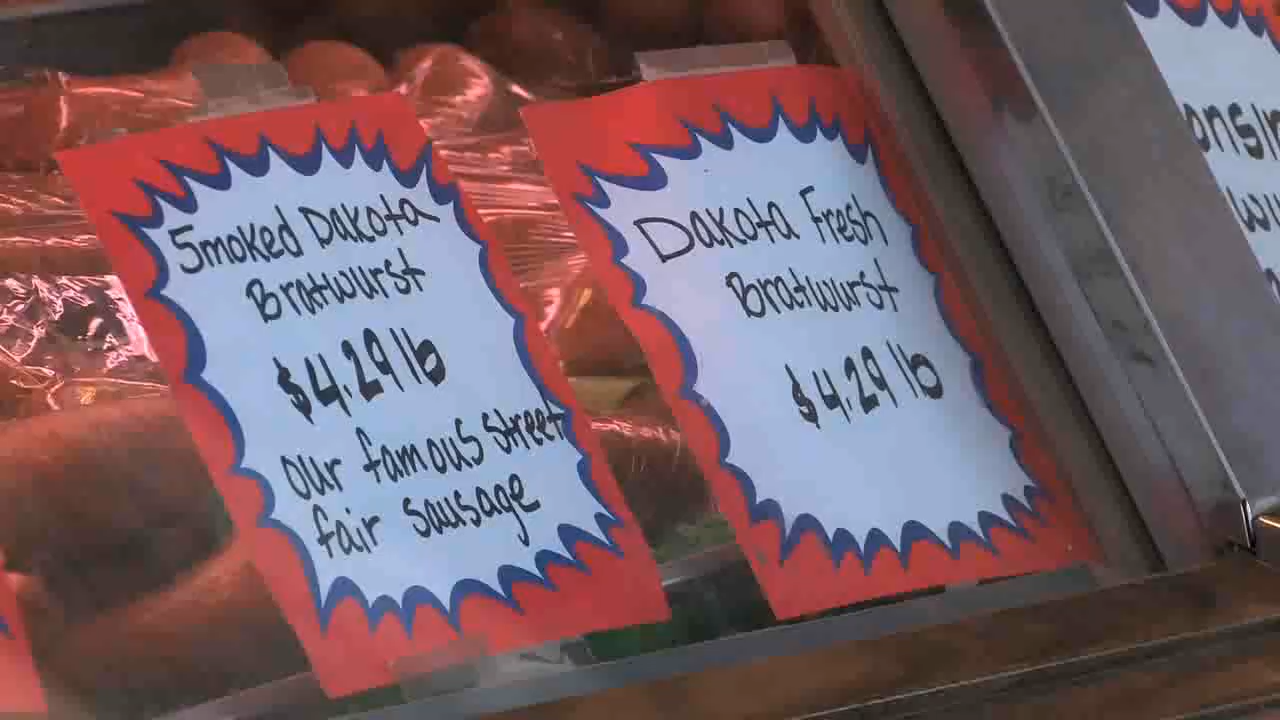 Smoked Dakota
Bratwurst
$4.29 lb
our famous street
fair sausage
Dakota Fresh
Bratwurst
$4.29 lb